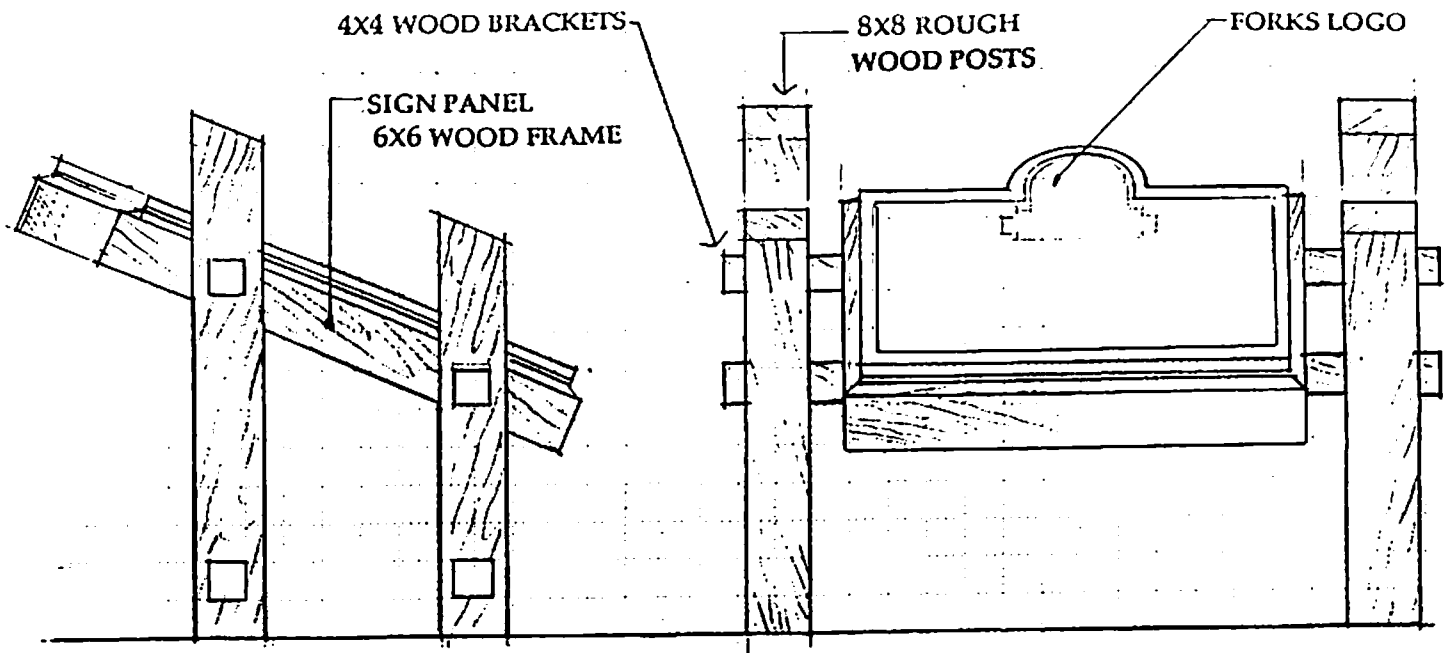 4X4 WOOD BRACKETS
8X8 ROUGH
WOOD POSTS
FORKS LOGO
SIGN PANEL
6X6 WOOD FRAME